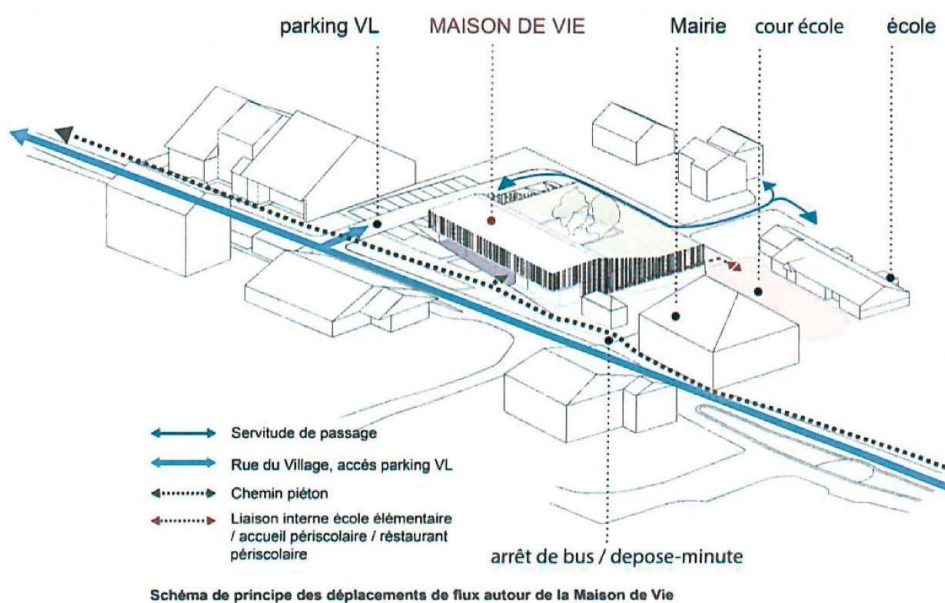 parking VL
MAISON DE VIE
Mairie
cour école
école
Servitude de passage
Rue du Village, accés parking VL
Chemin piéton
Liaison interne école élémentaire
/ accueil périscolaire / réstaurant
périscolaire
arrêt de bus / depose-minute
Schéma de principe des déplacements de flux autour de la Maison de Vie